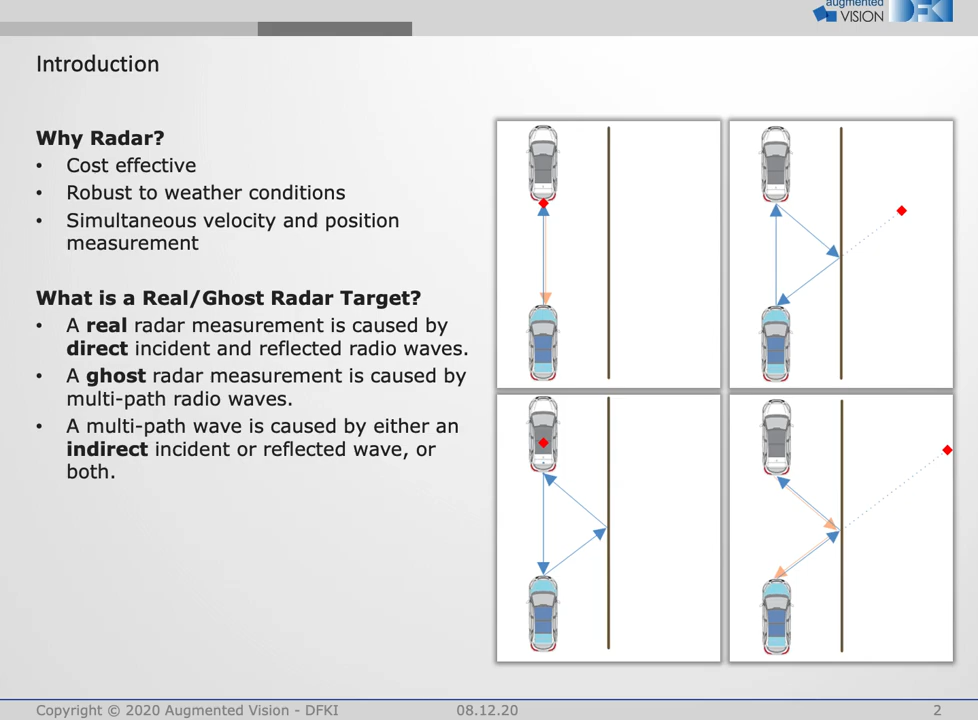 augmented
VISION
DFKI
Introduction
Why Radar?
• Cost effective
• Robust to weather conditions
• Simultaneous velocity and position
measurement
What is a Real/Ghost Radar Target?
• A real radar measurement is caused by
direct incident and reflected radio waves.
• A ghost radar measurement is caused by
multi-path radio waves.
• A multi-path wave is caused by either an
indirect incident or reflected wave, or
both.
Copyright © 2020 Augmented Vision - DFKI
08.12.20
2